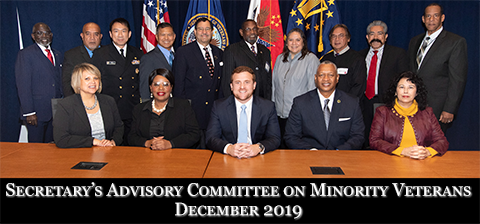 Secretary's Advisory Committee on Minority Veterans
December 2019